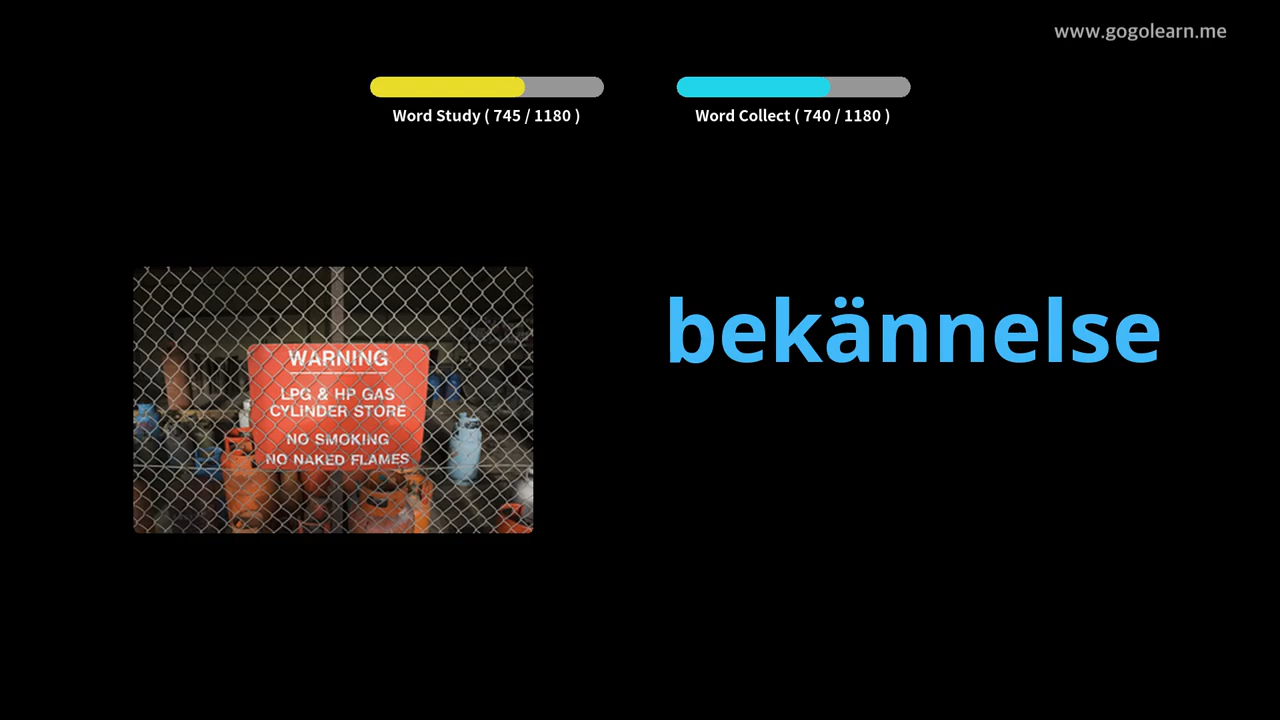 www.gogolearn.me
Word Study ( 745 / 1180 )
Word Collect ( 740 / 1180 )
bekännelse
WARNING
LPG & HP GAS
CYLINDER STORE
NO SMOKING
NO NAKED FLAMES